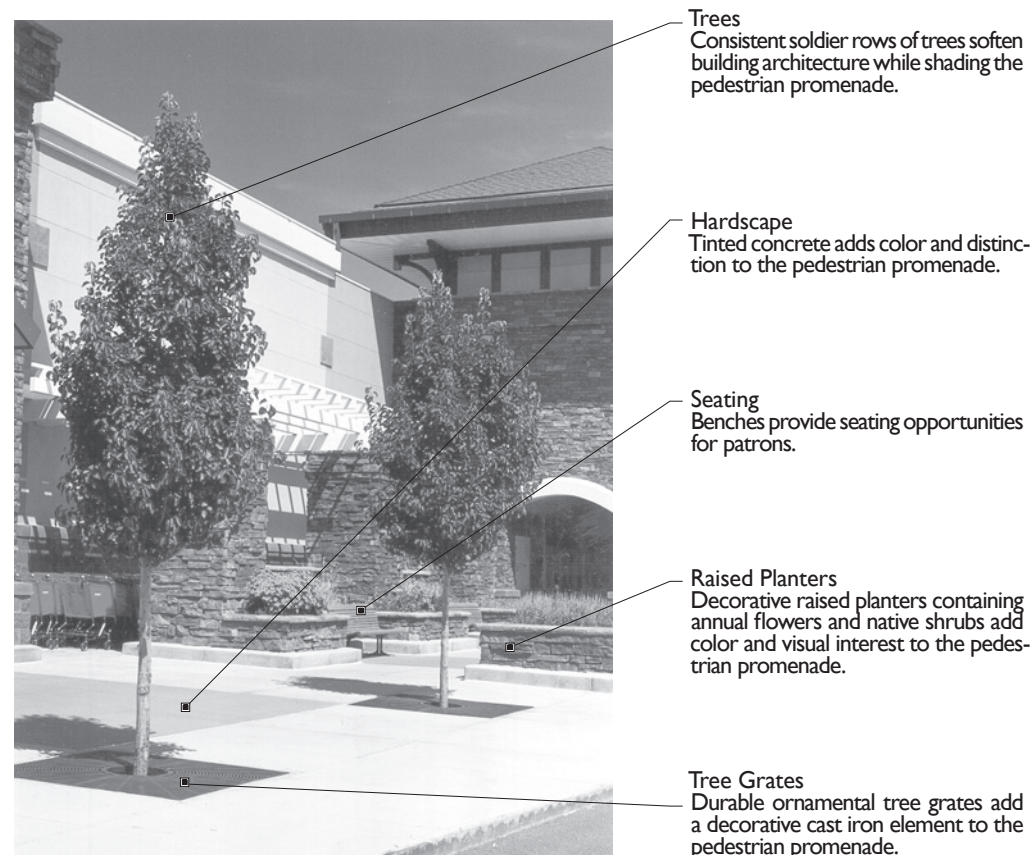 Trees
Consistent soldier rows of trees soften
building architecture while shading the
pedestrian promenade.
Hardscape
Tinted concrete adds color and distinc-
tion to the pedestrian promenade.
Seating
Benches provide seating opportunities
for patrons.
Raised Planters
Decorative raised planters containing
annual flowers and native shrubs add
color and visual interest to the pedes-
trian promenade.
Tree Grates
Durable ornamental tree grates add
a decorative cast iron element to the
pedestrian promenade.